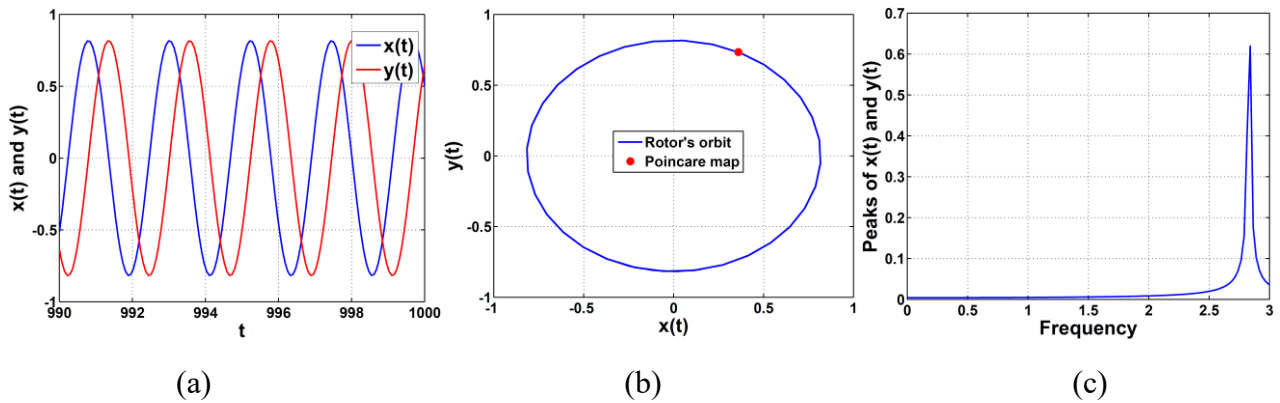 x(t) and y(t)
1
0.5
0
-0.5
-1
990
992
994
996
998
1000
t
x(t)
y(t)
(a)
y(t)
1
0.5
0
-0.5
-1
-1
-0.5
0
0.5
1
x(t)
Rotor's orbit
Poincare map
(b)
Peaks of x(t) and y(t)
0.7
0.6
0.5
0.4
0.3
0.2
0.1
0
0
0.5
1
1.5
2
2.5
3
Frequency
(c)